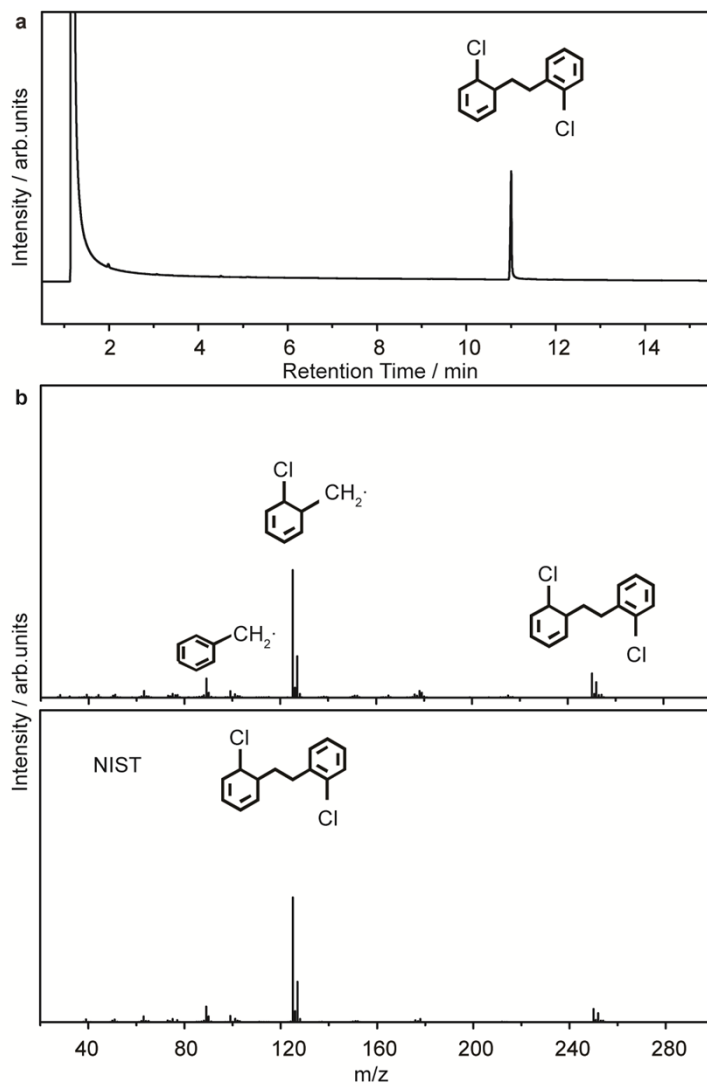 a
Cl
Cl
Intensity / arb.units
2 4 6 8 10 12 14
Retention Time / min
b
Cl
CH2·
Cl
CH2·
Cl
Intensity / arb.units
NIST
Cl
Cl
40 80 120 160 200 240 280
m/z